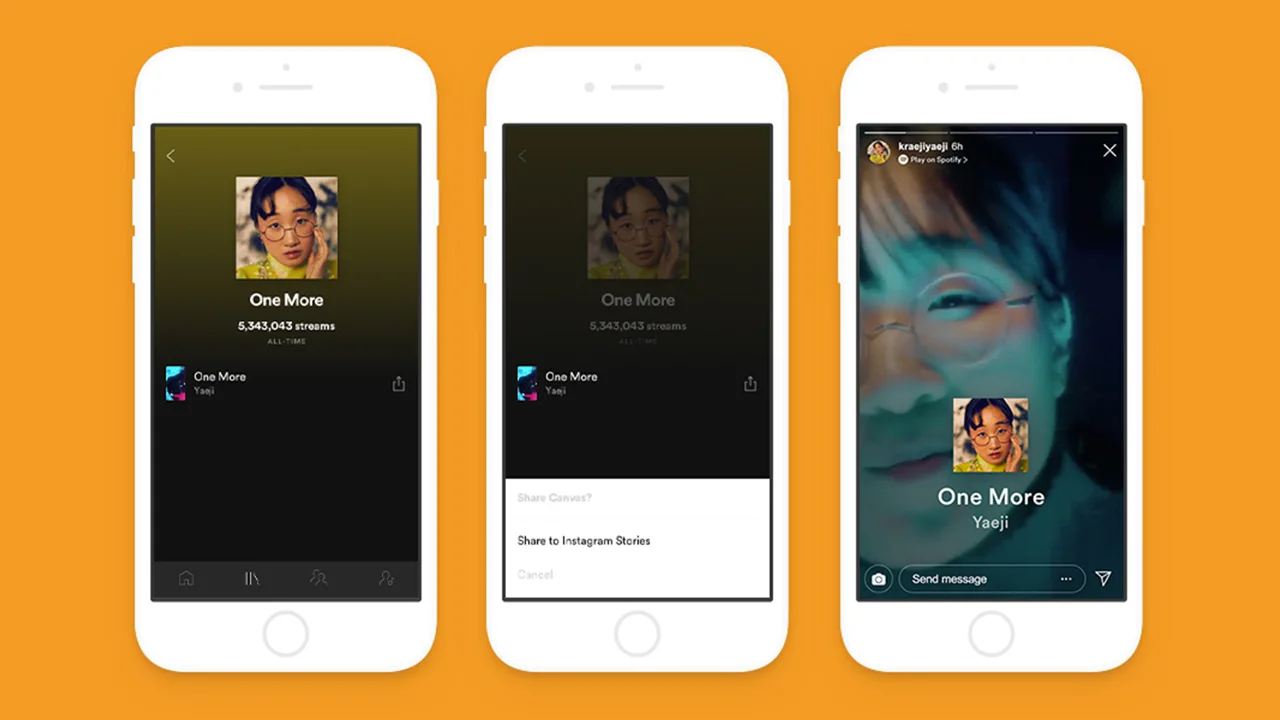 One More
5,343,043 streams
ALL-TIME
One More
Yaeji
One More
5,343,043 streams
ALL-TIME
One More
Yaeji
Share Canvas?
Share to Instagram Stories
Cancel
kraejiyaeji 6h
Play on Spotify >
One More
Yaeji
Send message